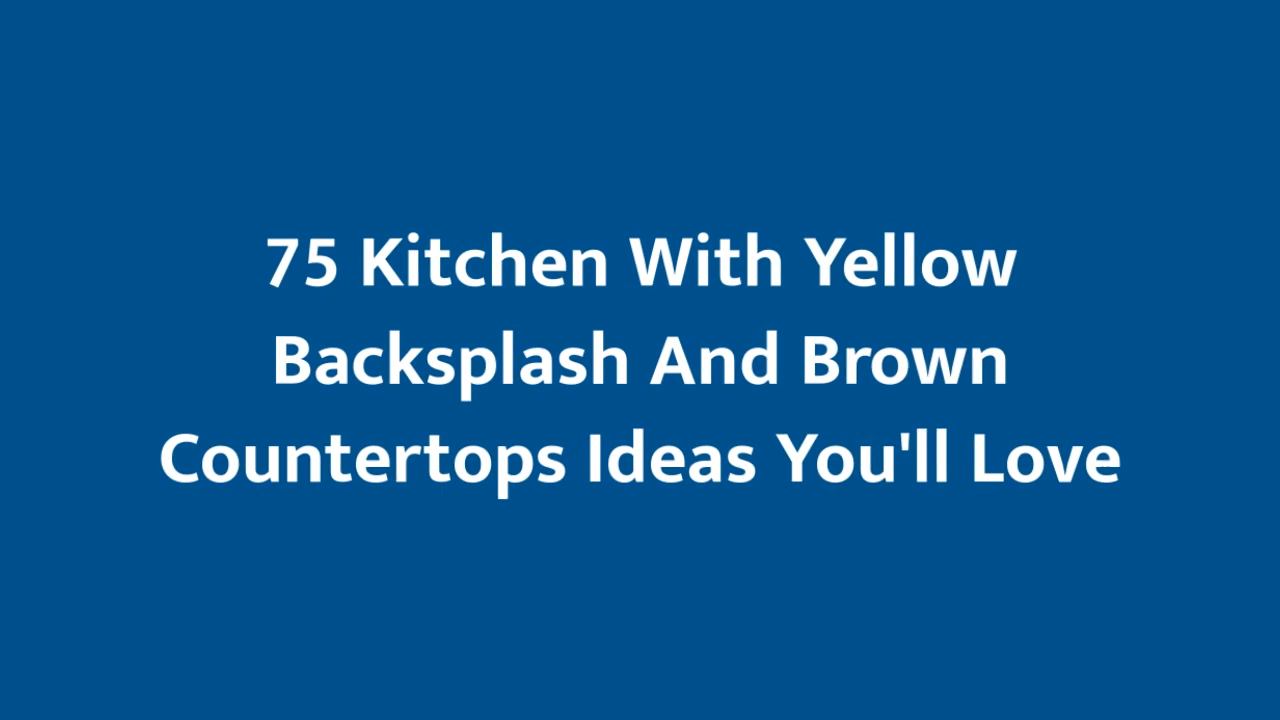 75 Kitchen With Yellow
Backsplash And Brown
Countertops Ideas You'll Love